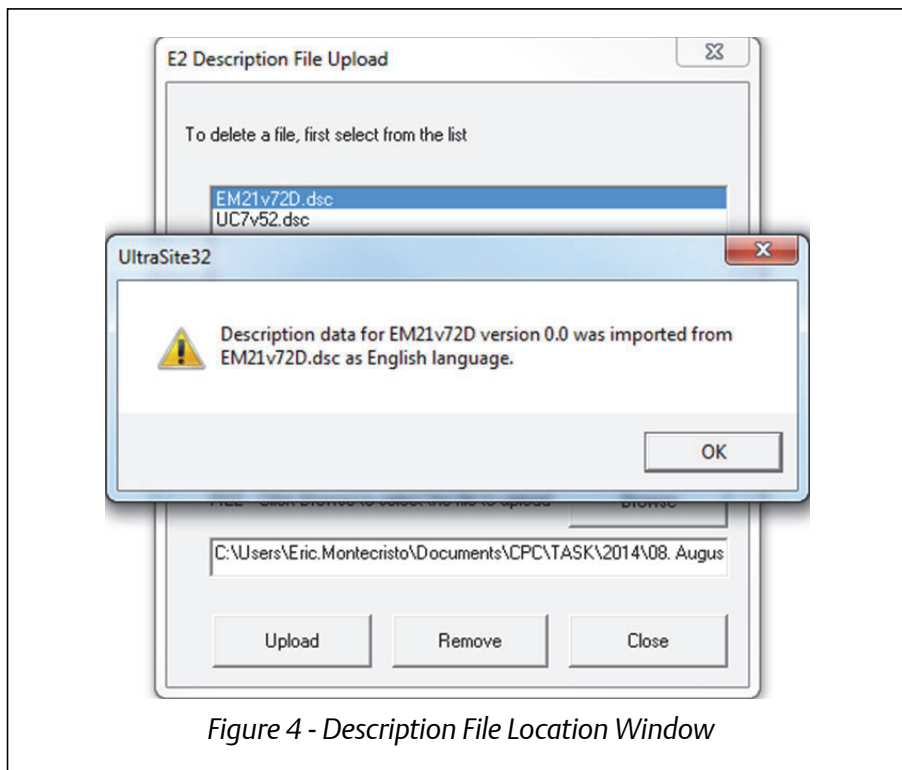 E2 Description File Upload
To delete a file, first select from the list
EM21v72D.dsc
UC7v52.dsc
UltraSite32
Description data for EM21v72D version 0.0 was imported from
EM21v72D.dsc as English language.
OK
C:\Users\Eric.Montecristo\Documents\CPC\TASK\2014\08. Augus
Upload
Remove
Close
Figure 4 - Description File Location Window